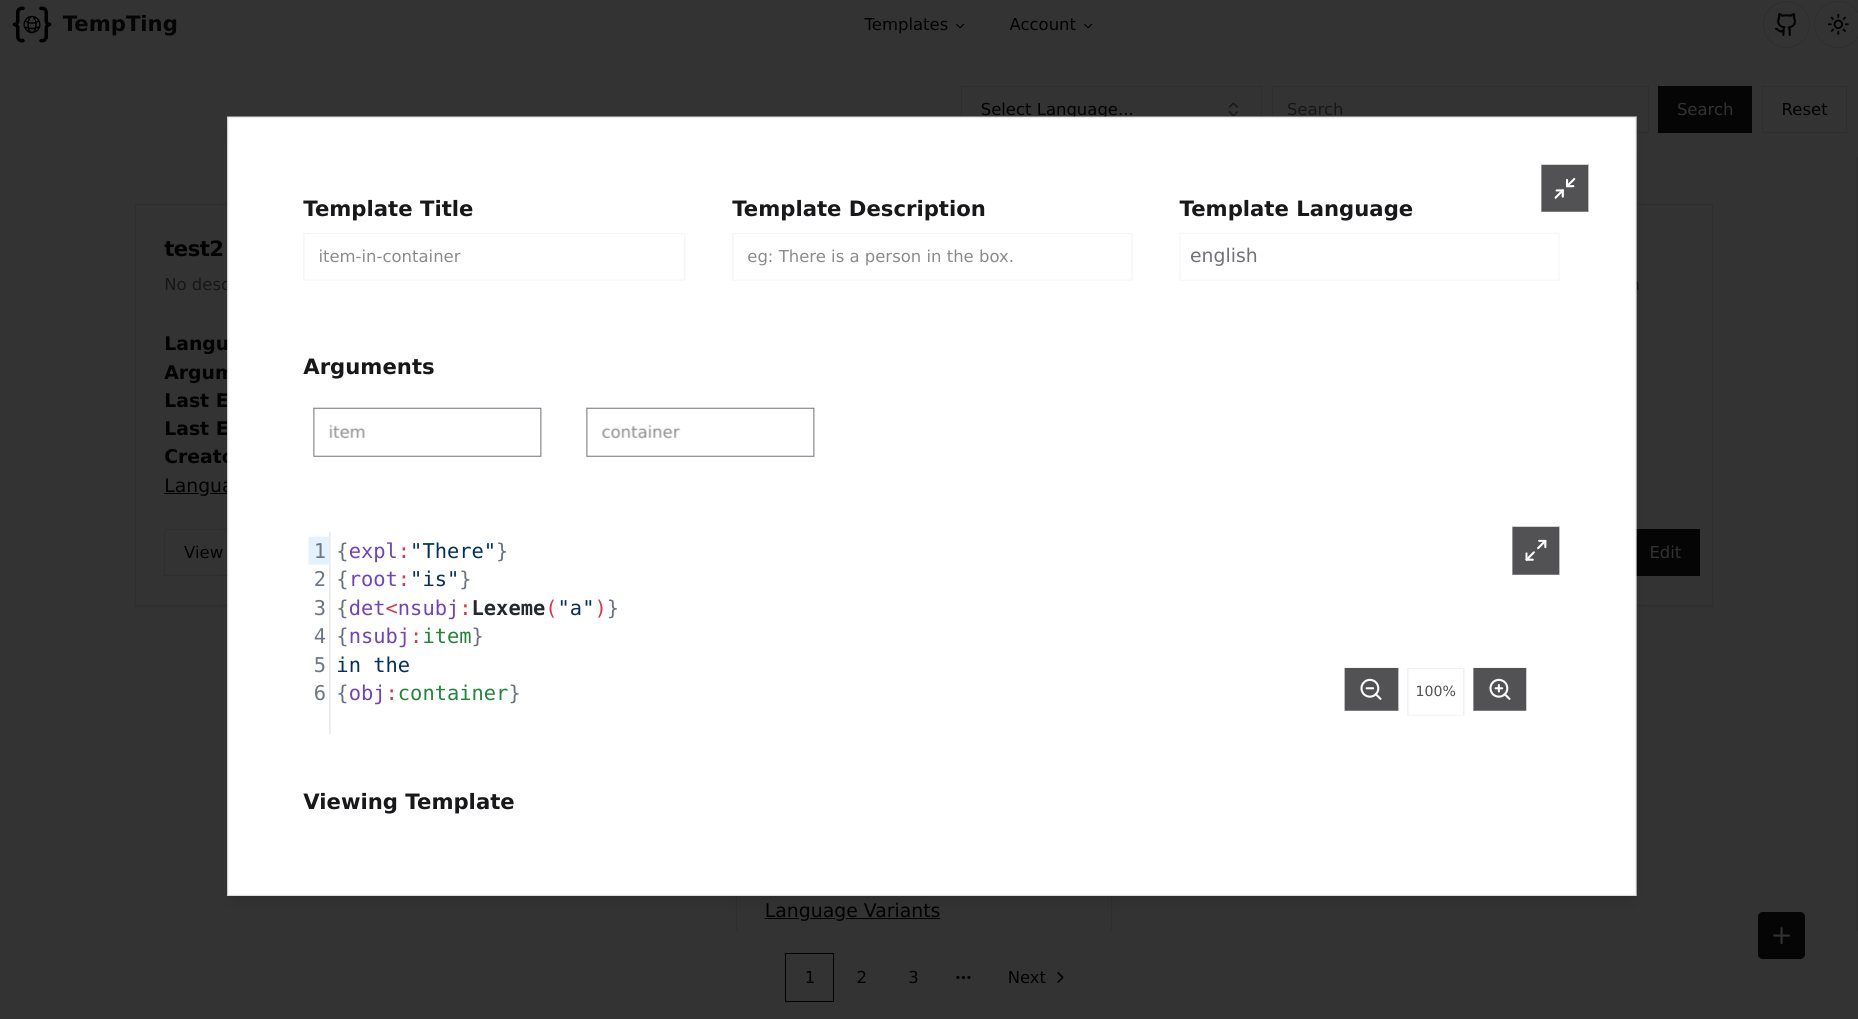 TempTing
Templates
Account
Select Language...
Search
Search
Reset
Template Title
Template Description
Template Language
item-in-container
eg: There is a person in the box.
english
test2
No desc
Arguments
item
container
Langu
Argum
Last E
Last E
Creato
Langua
View
Edit
1 {expl:"There"}
2 {root:"is"}
3 {det<nsubj:Lexeme("a")}
4 {nsubj:item}
5 in the
6 {obj:container}
100%
Viewing Template
Language Variants
1
2
3
...
Next